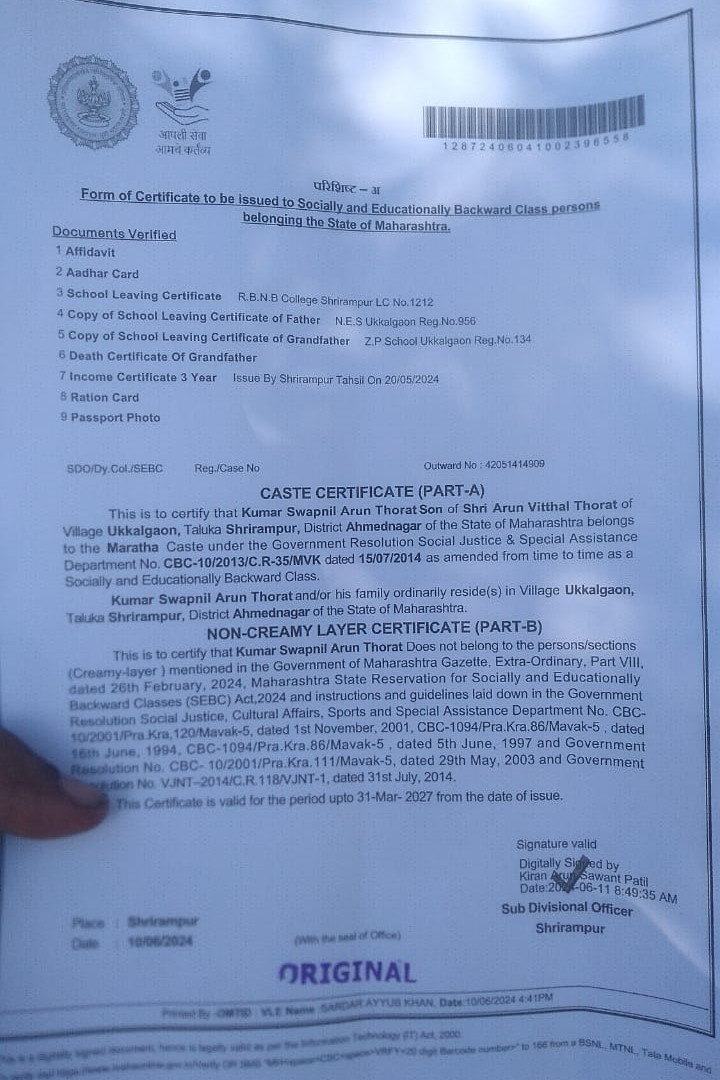 आपली सेवा
आमचे कर्तव्य
12872406041002396558
परिशिष्ट – अ
Form of Certificate to be issued to Socially and Educationally Backward Class persons
belonging the State of Maharashtra.
Documents Verified
1 Affidavit
2 Aadhar Card
3 School Leaving Certificate R.B.N.B College Shrirampur LC No.1212
4 Copy of School Leaving Certificate of Father N.E.S Ukkalgaon Reg.No.956
5 Copy of School Leaving Certificate of Grandfather Z.P School Ukkalgaon Reg.No.134
6 Death Certificate Of Grandfather
7 Income Certificate 3 Year Issue By Shrirampur Tahsil On 20/05/2024
8 Ration Card
9 Passport Photo
SDO/Dy.Col./SEBC Reg./Case No Outward No : 42051414909
CASTE CERTIFICATE (PART-A)
This is to certify that Kumar Swapnil Arun Thorat Son of Shri Arun Vitthal Thorat of
Village Ukkalgaon, Taluka Shrirampur, District Ahmednagar of the State of Maharashtra belongs
to the Maratha Caste under the Government Resolution Social Justice & Special Assistance
Department No. CBC-10/2013/C.R-35/MVK dated 15/07/2014 as amended from time to time as a
Socially and Educationally Backward Class.
Kumar Swapnil Arun Thorat and/or his family ordinarily reside(s) in Village Ukkalgaon,
Taluka Shrirampur, District Ahmednagar of the State of Maharashtra.
NON-CREAMY LAYER CERTIFICATE (PART-B)
This is to certify that Kumar Swapnil Arun Thorat Does not belong to the persons/sections
(Creamy-layer ) mentioned in the Government of Maharashtra Gazette, Extra-Ordinary, Part VIII,
dated 26th February, 2024, Maharashtra State Reservation for Socially and Educationally
Backward Classes (SEBC) Act,2024 and instructions and guidelines laid down in the Government
Resolution Social Justice, Cultural Affairs, Sports and Special Assistance Department No. CBC-
10/2001/Pra.Kra,120/Mavak-5, dated 1st November, 2001, CBC-1094/Pra.Kra.86/Mavak-5 , dated
16th June, 1994, CBC-1094/Pra.Kra.86/Mavak-5 , dated 5th June, 1997 and Government
Resolution No. CBC- 10/2001/Pra.Kra.111/Mavak-5, dated 29th May, 2003 and Government
No. VJNT–2014/C.R.118/VJNT-1, dated 31st July, 2014.
This Certificate is valid for the period upto 31-Mar- 2027 from the date of issue.
Signature valid
Digitally Signed by
Kiran Arun Sawant Patil
Date:2024-06-11 8:49:35 AM
Sub Divisional Officer
Shrirampur
Place : Shrirampur
Date : 10/06/2024
(With the seal of Office)
ORIGINAL
Printed By :OMTID : VLE Name :SARDAR AYYUB KHAN, Date:10/06/2024 4:41PM
This is a digitally signed document, hence is legally valid as per the Information Technology (IT) Act, 2000
digit Barcode number>" to 166 from a BSNL, MTNL, Tata Mobile and